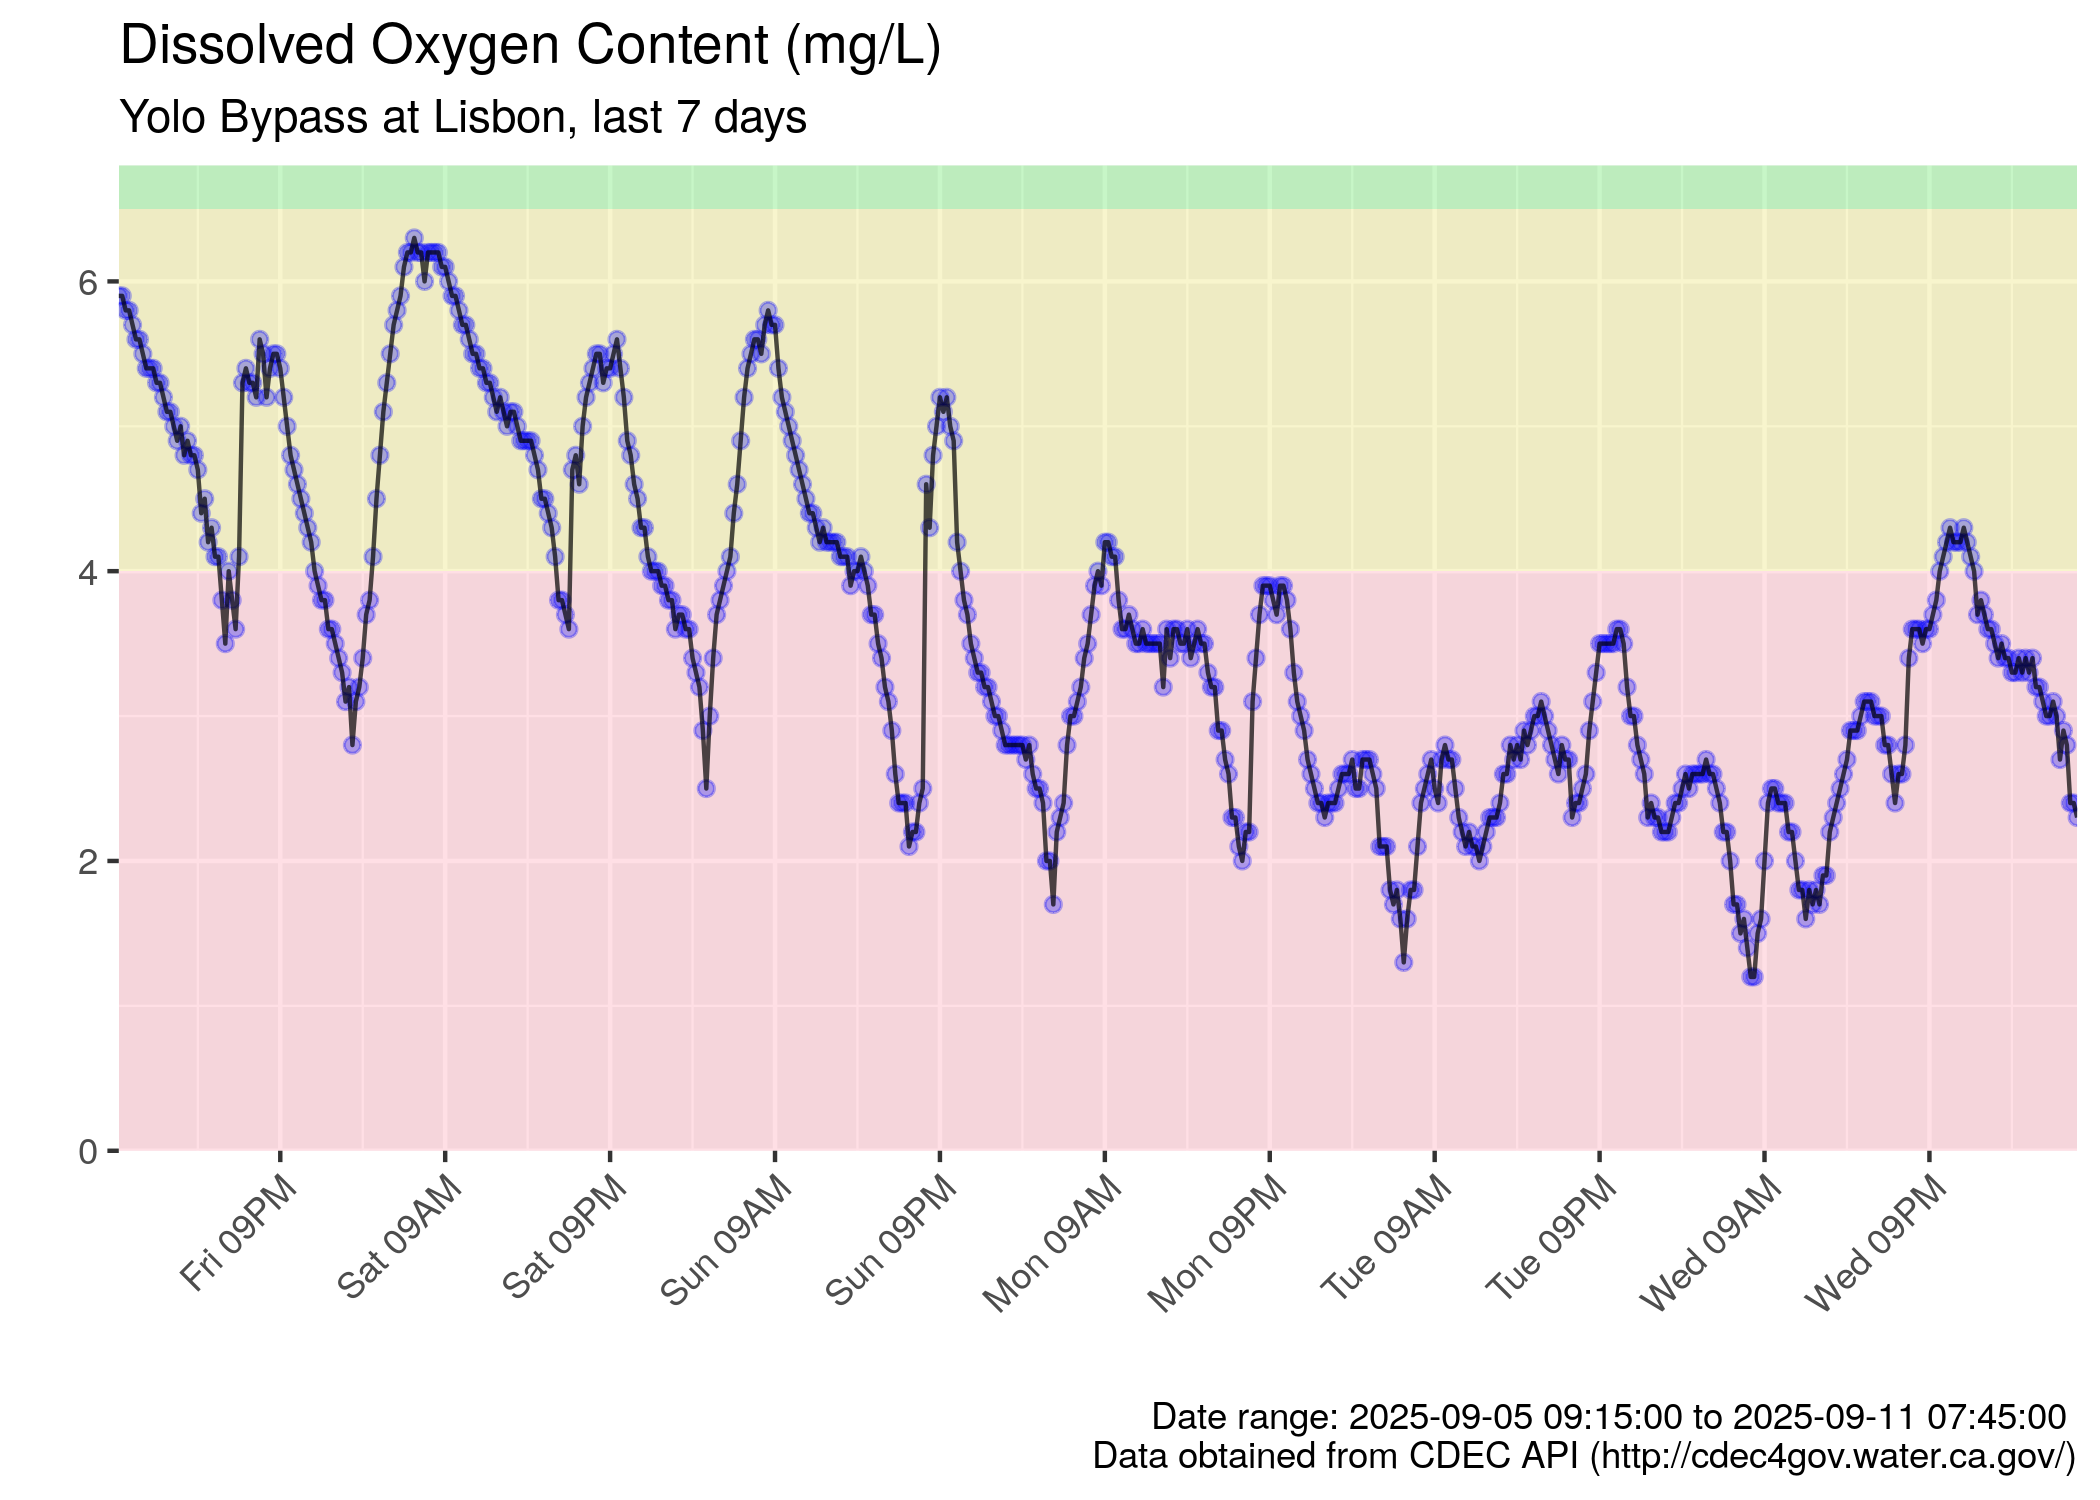 Dissolved Oxygen Content (mg/L)
Yolo Bypass at Lisbon, last 7 days
6
4
2
0
Fri 09PM
Sat 09AM
Sat 09PM
Sun 09AM
Sun 09PM
Mon 09AM
Mon 09PM
Tue 09AM
Tue 09PM
Wed 09AM
Wed 09PM
Date range: 2025-09-05 09:15:00 to 2025-09-11 07:45:00
Data obtained from CDEC API (http://cdec4gov.water.ca.gov/)